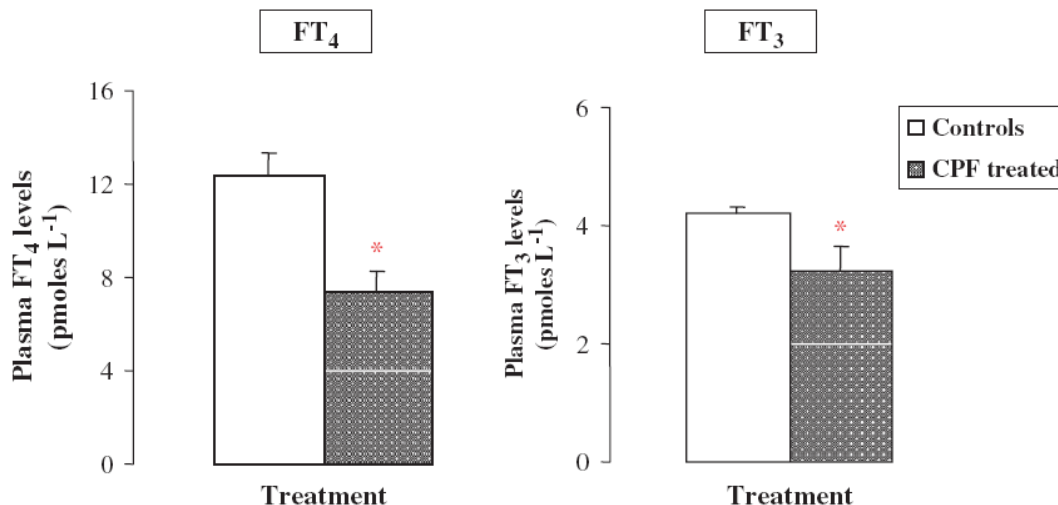 FT4
FT3
Plasma FT4 levels
(pmoles L-1)
16
12
8
4
0
*
Treatment
Plasma FT3 levels
(pmoles L-1)
6
4
2
0
*
Treatment
Controls
CPF treated